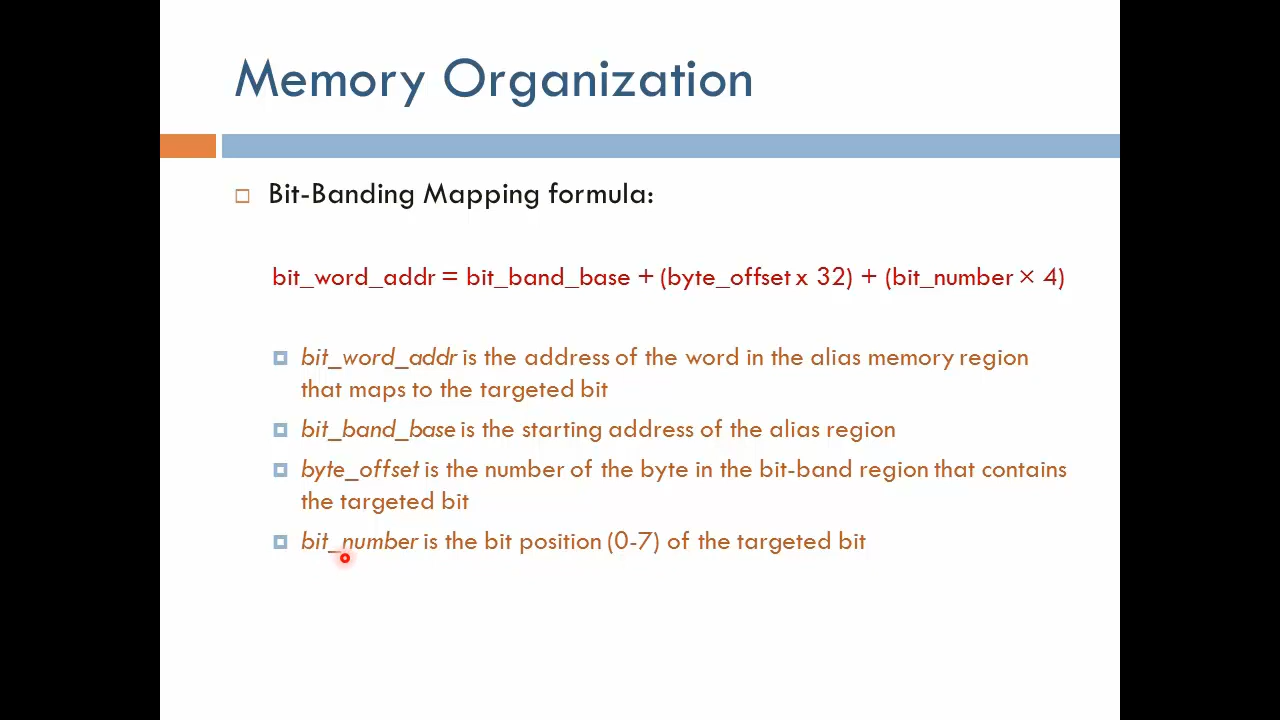 Memory Organization
Bit-Banding Mapping formula:
bit_word_addr = bit_band_base + (byte_offset x 32) + (bit_number × 4)
bit_word_addr is the address of the word in the alias memory region
that maps to the targeted bit
bit_band_base is the starting address of the alias region
byte_offset is the number of the byte in the bit-band region that contains
the targeted bit
bit_number is the bit position (0-7) of the targeted bit